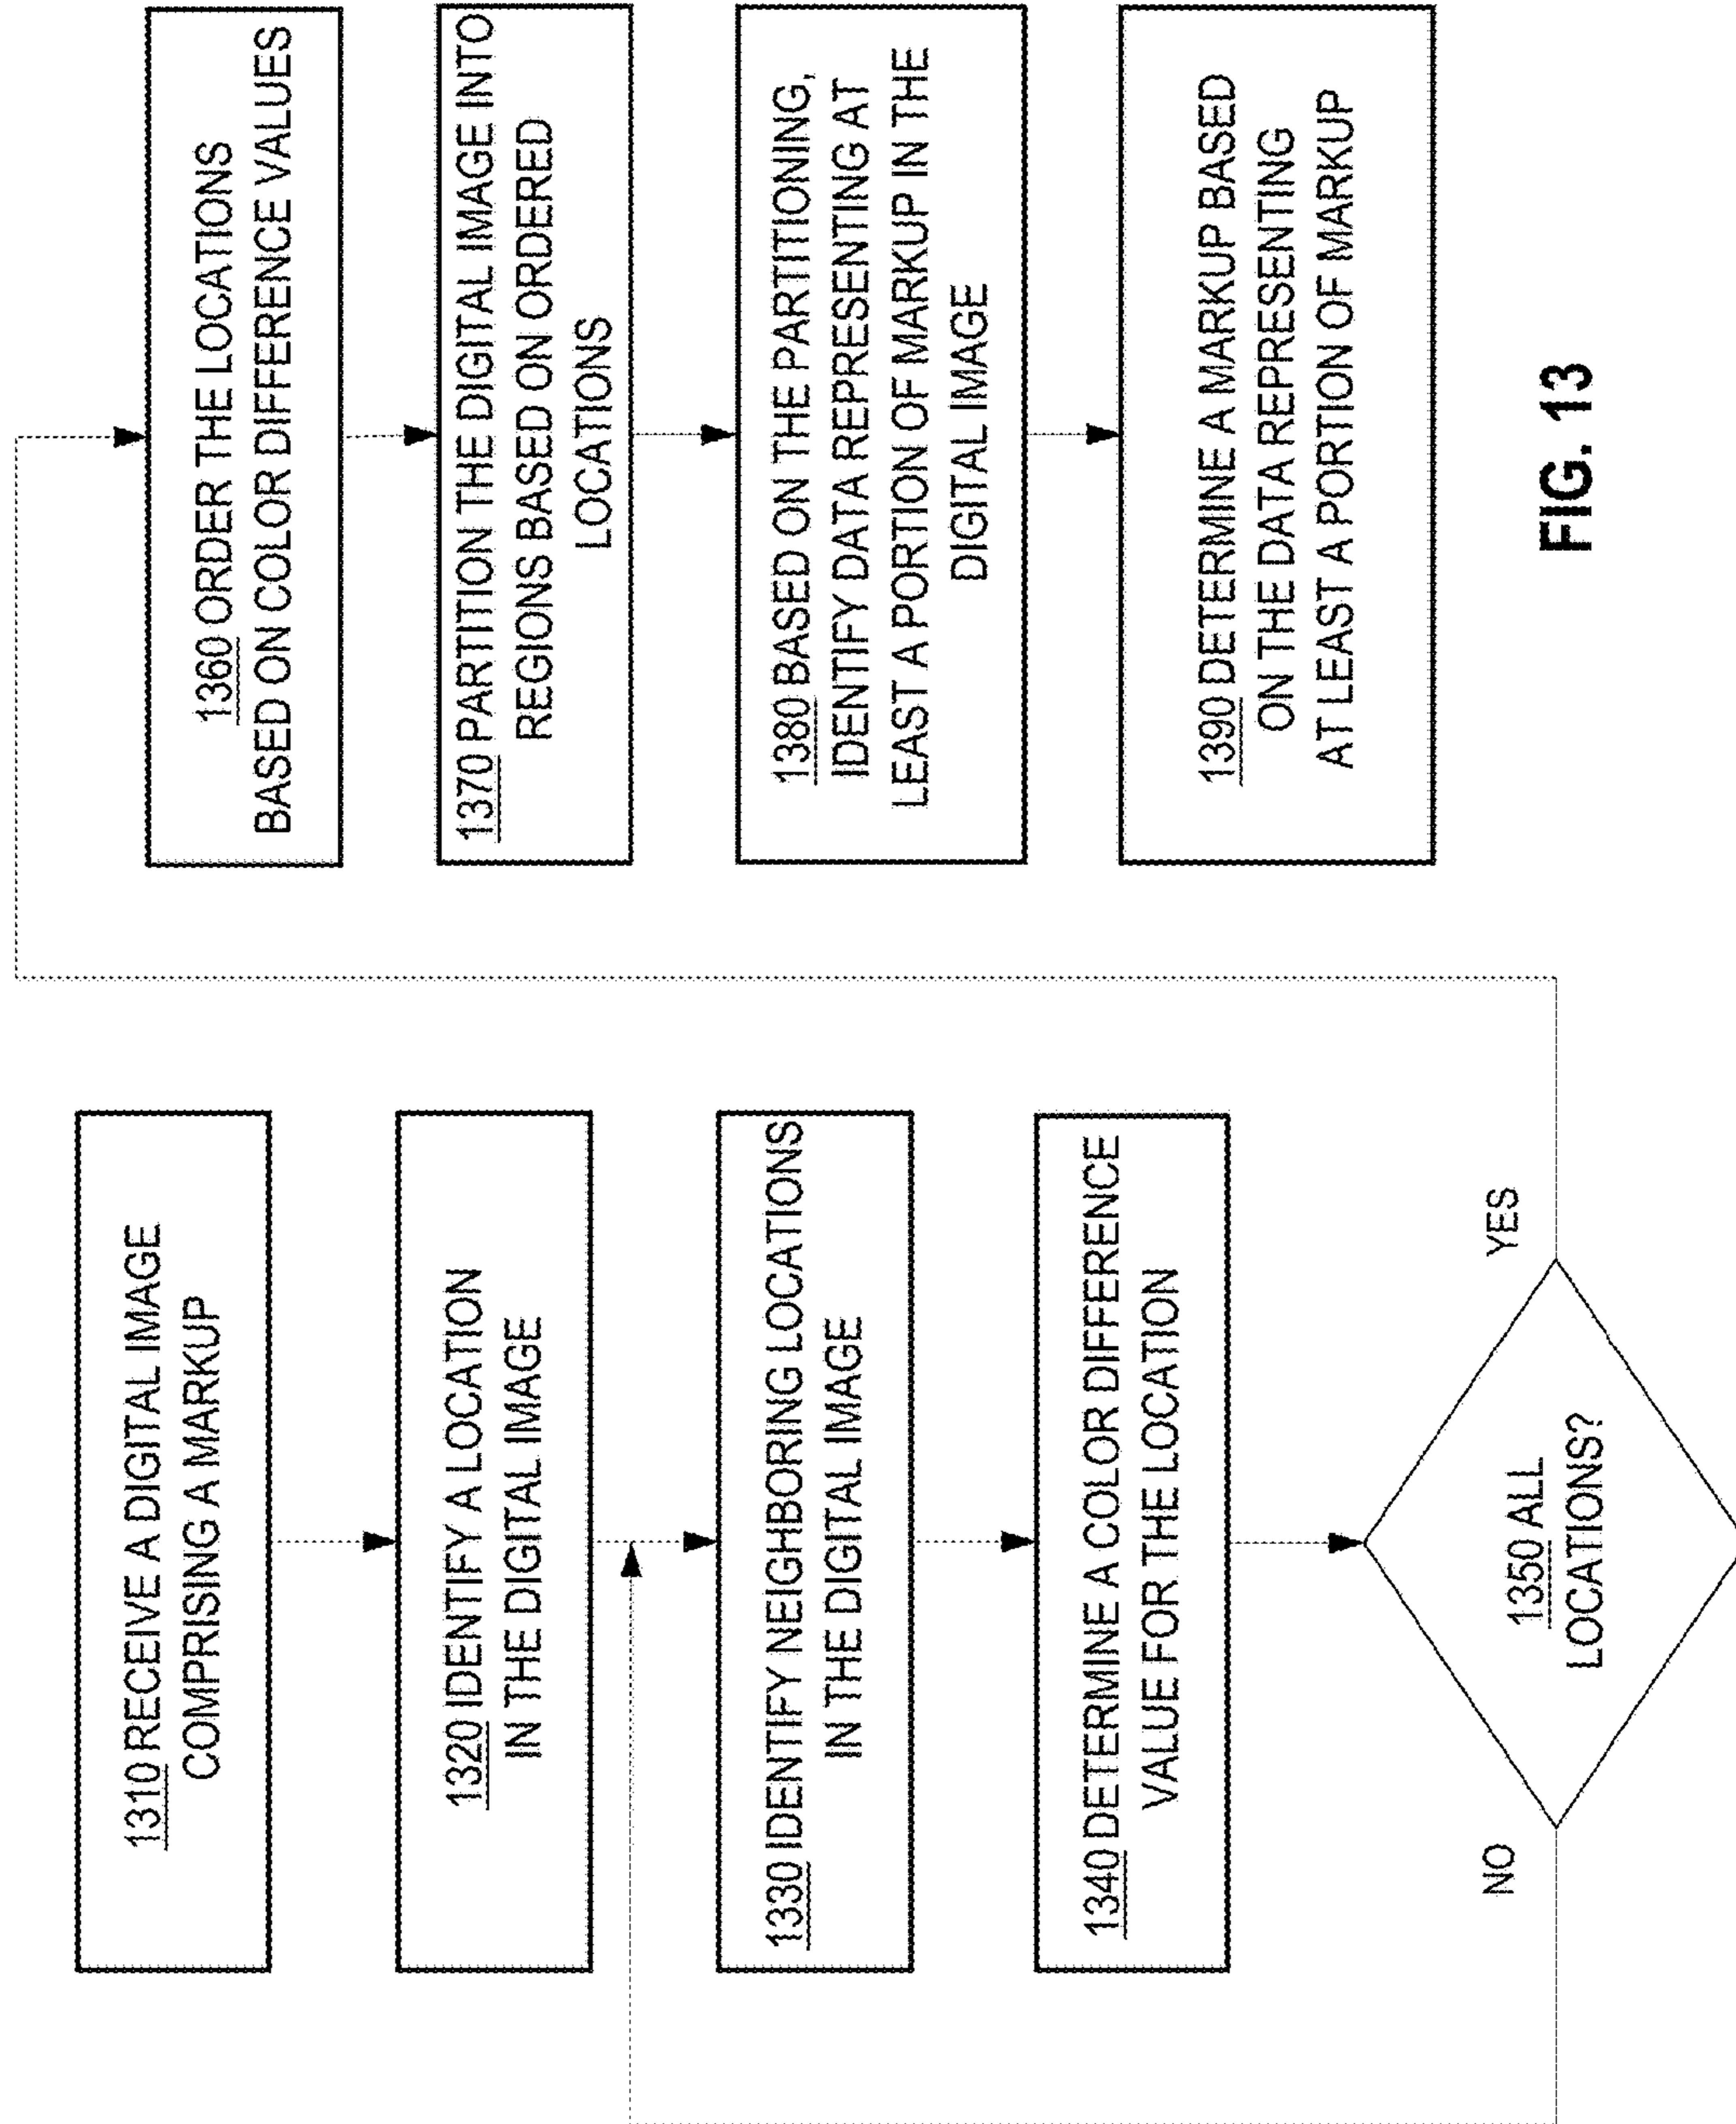 1310 RECEIVE A DIGITAL IMAGE
COMPRISING A MARKUP
1320 IDENTIFY A LOCATION
IN THE DIGITAL IMAGE
1330 IDENTIFY NEIGHBORING LOCATIONS
IN THE DIGITAL IMAGE
1340 DETERMINE A COLOR DIFFERENCE
VALUE FOR THE LOCATION
1350 ALL
LOCATIONS?
NO
YES
1360 ORDER THE LOCATIONS
BASED ON COLOR DIFFERENCE VALUES
1370 PARTITION THE DIGITAL IMAGE INTO
REGIONS BASED ON ORDERED
LOCATIONS
1380 BASED ON THE PARTITIONING,
IDENTIFY DATA REPRESENTING AT
LEAST A PORTION OF MARKUP IN THE
DIGITAL IMAGE
1390 DETERMINE A MARKUP BASED
ON THE DATA REPRESENTING
AT LEAST A PORTION OF MARKUP
FIG. 13